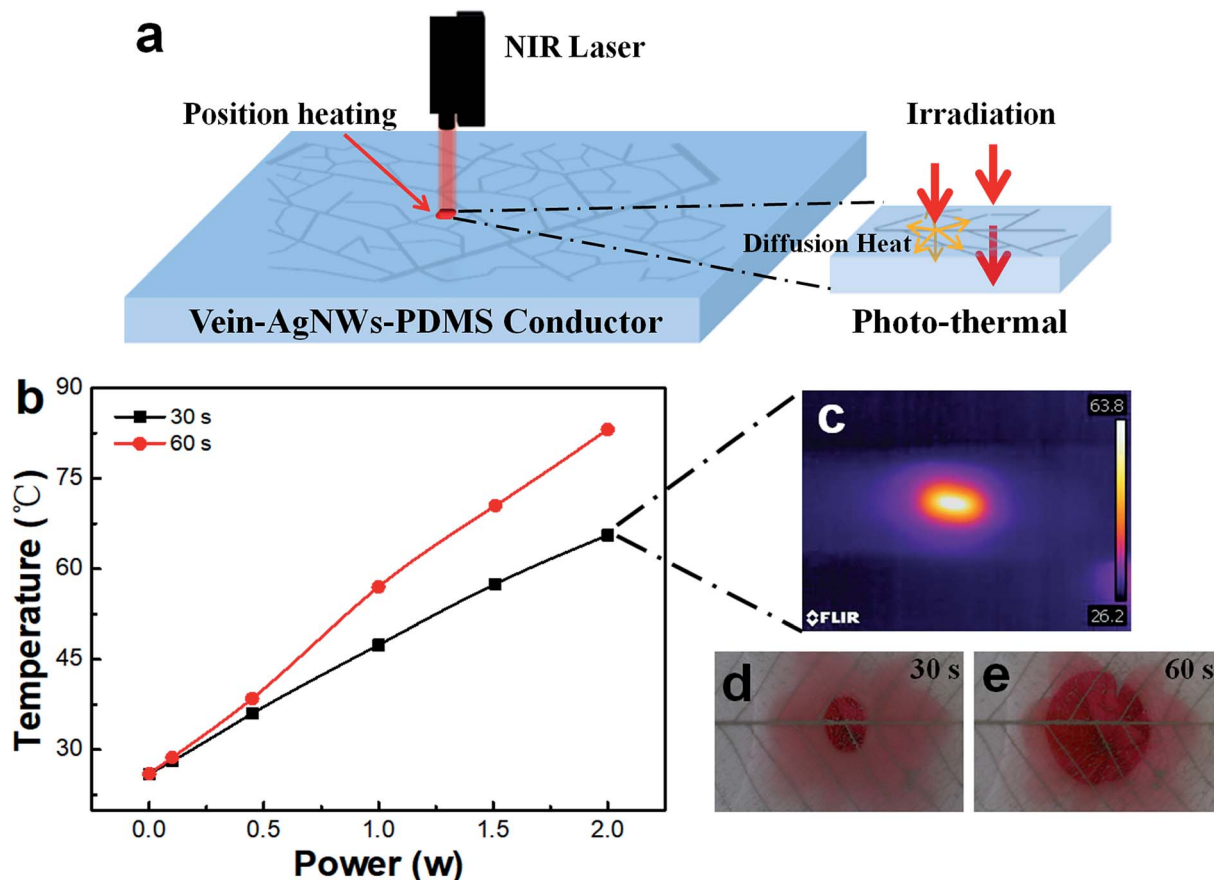 a
NIR Laser
Position heating
Irradiation
Diffusion Heat
Vein-AgNWs-PDMS Conductor
Photo-thermal
b
90
75
60
45
30
Temperature (℃)
30 s
60 s
0.0
0.5
1.0
1.5
2.0
Power (w)
c
63.8
26.2
FLIR
d
30 s
e
60 s